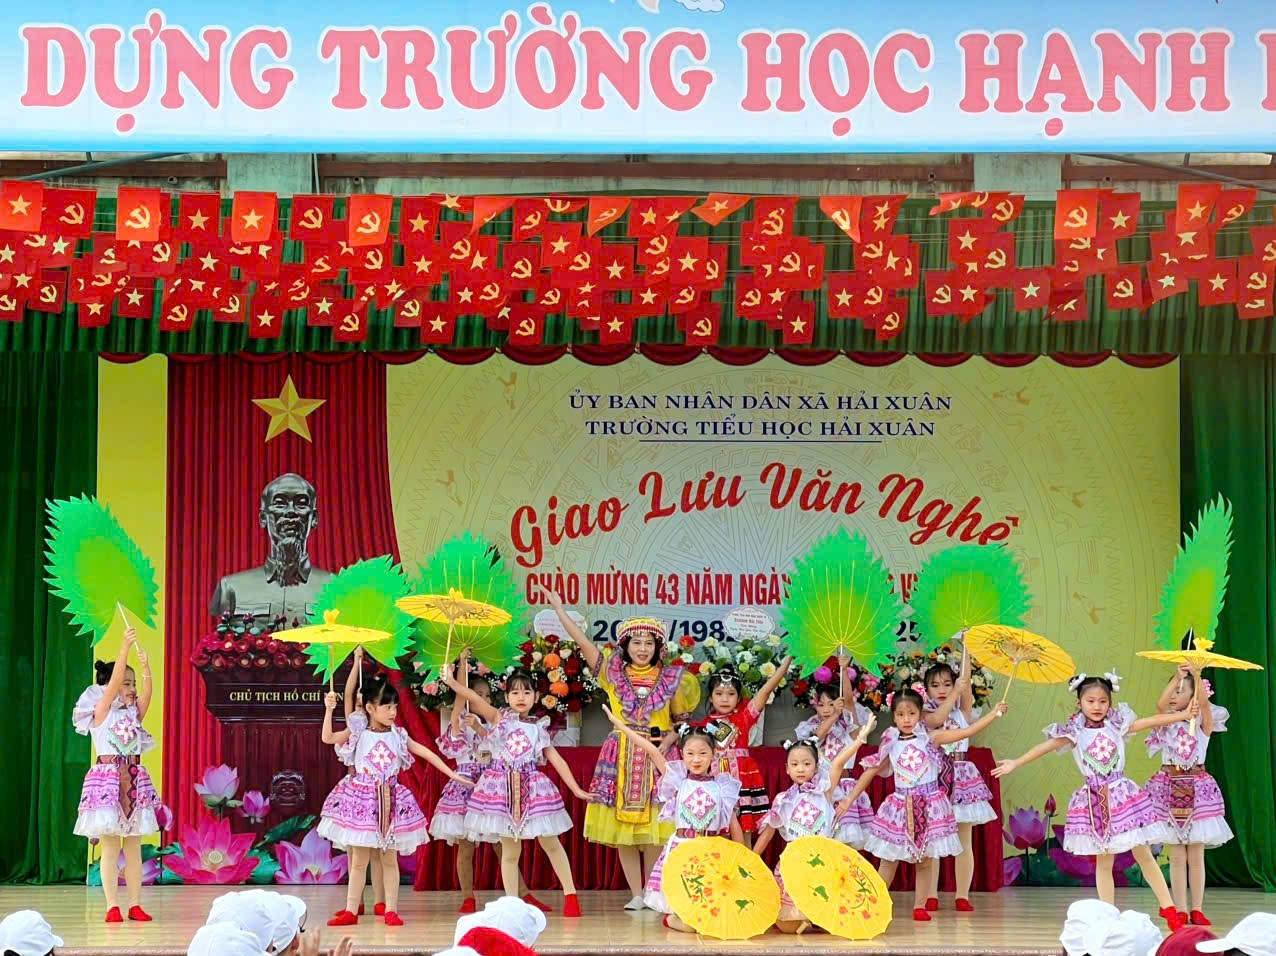 DỰNG TRƯỜNG HỌC HẠNH
ỦY BAN NHÂN DÂN XÃ HẢI XUÂN
TRƯỜNG TIỂU HỌC HẢI XUÂN
Giao Lưu Văn Nghệ
CHÀO MỪNG 43 NĂM NGÀY
CHỦ TỊCH HỒ CHÍ